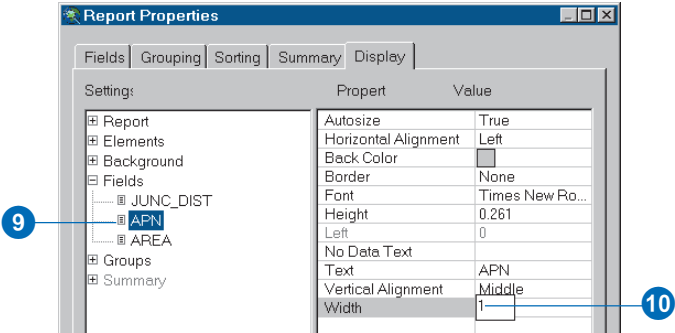 Report Properties
Fields Grouping Sorting Summary Display
Settings Propert Value
Report
Elements
Background
Fields
JUNC_DIST
9 APN
AREA
Groups
Summary
Autosize True
Horizontal Alignment Left
Back Color
Border None
Font Times New Ro...
Height 0.261
Left 0
No Data Text
Text APN
Vertical Alignment Middle
Width 1 10